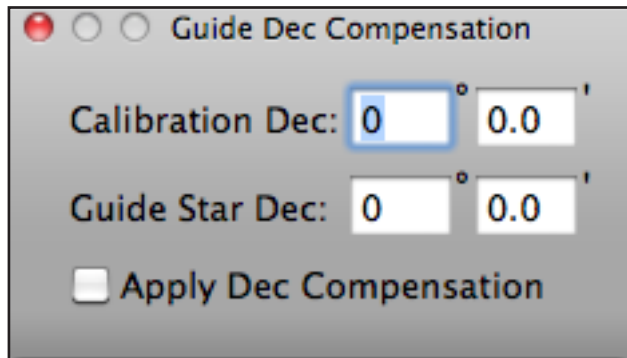 Guide Dec Compensation
Calibration Dec: 0 ° 0.0 '
Guide Star Dec: 0 ° 0.0 '
Apply Dec Compensation